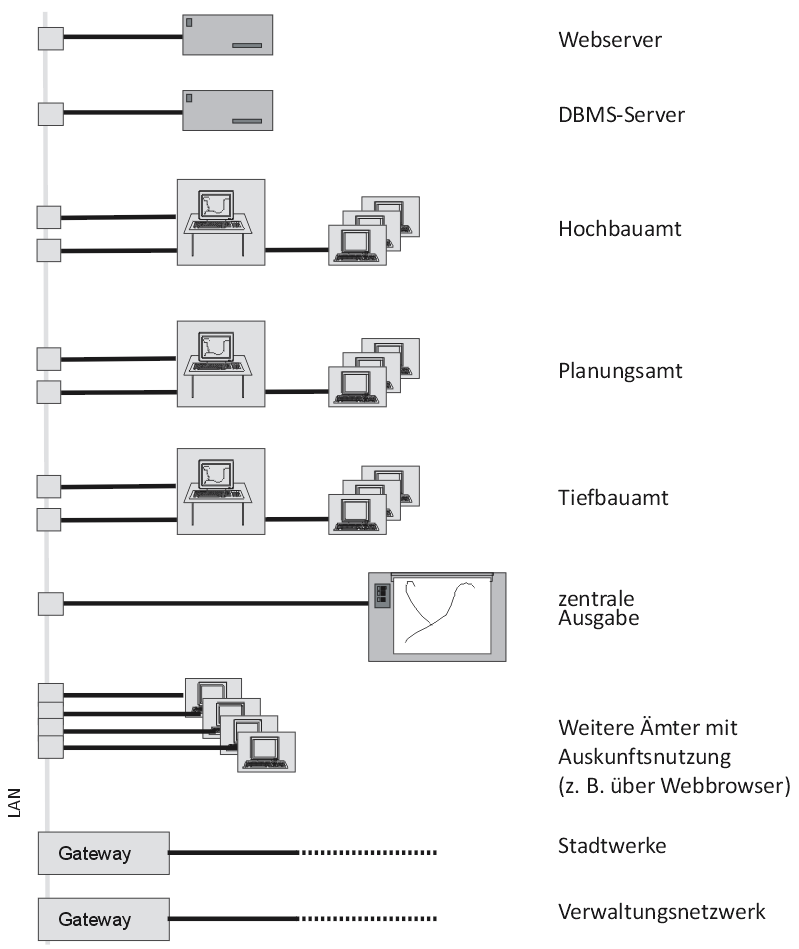 Webserver
DBMS-Server
Hochbauamt
Planungsamt
Tiefbauamt
zentrale
Ausgabe
Weitere Ämter mit
Auskunftsnutzung
(z. B. über Webbrowser)
LAN
Gateway
Stadtwerke
Gateway
Verwaltungsnetzwerk